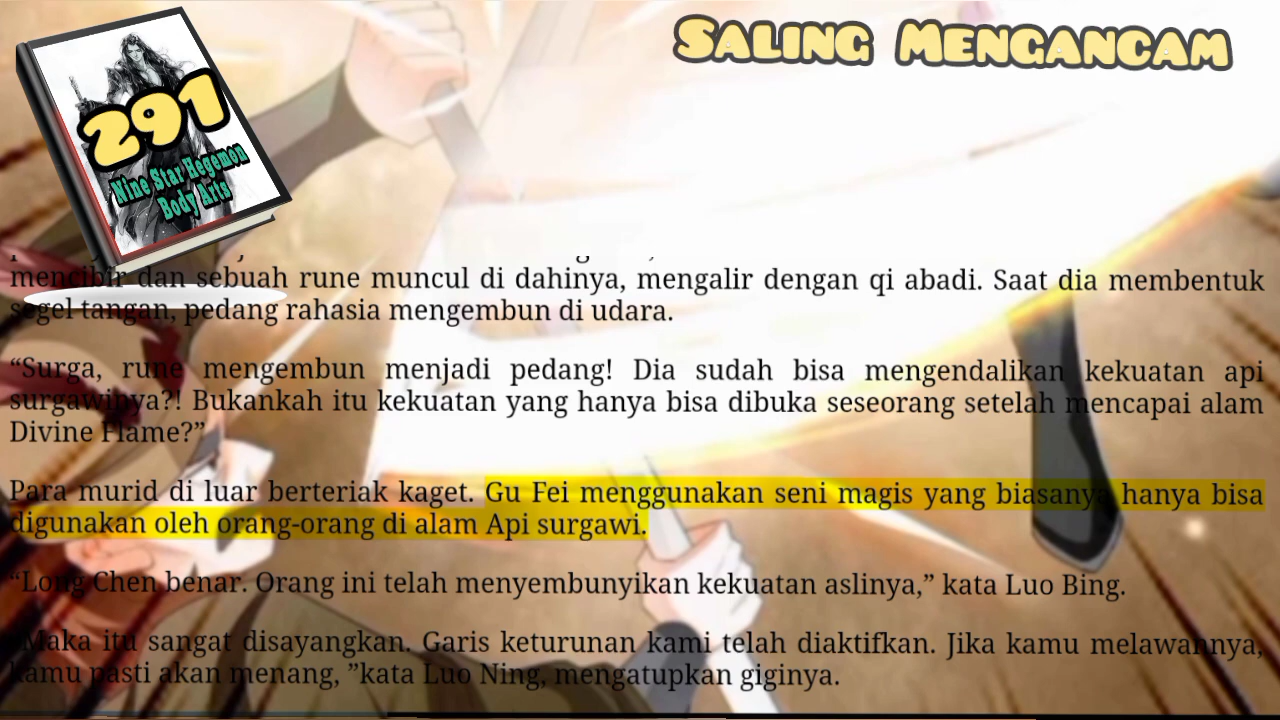 Saling Mengancam
291
Nine Star Hegemon
Body Arts
mencibir dan sebuah rune muncul di dahinya, mengalir dengan qi abadi. Saat dia membentuk
segel tangan, pedang rahasia mengembun di udara.
“Surga, rune mengembun menjadi pedang! Dia sudah bisa mengendalikan kekuatan api
surgawinya?! Bukankah itu kekuatan yang hanya bisa dibuka seseorang setelah mencapai alam
Divine Flame?”
Para murid di luar berteriak kaget. Gu Fei menggunakan seni magis yang biasanya hanya bisa
digunakan oleh orang-orang di alam Api surgawi.
“Long Chen benar. Orang ini telah menyembunyikan kekuatan aslinya,” kata Luo Bing.
“Maka itu sangat disayangkan. Garis keturunan kami telah diaktifkan. Jika kamu melawannya,
kamu pasti akan menang, ”kata Luo Ning, mengatupkan giginya.